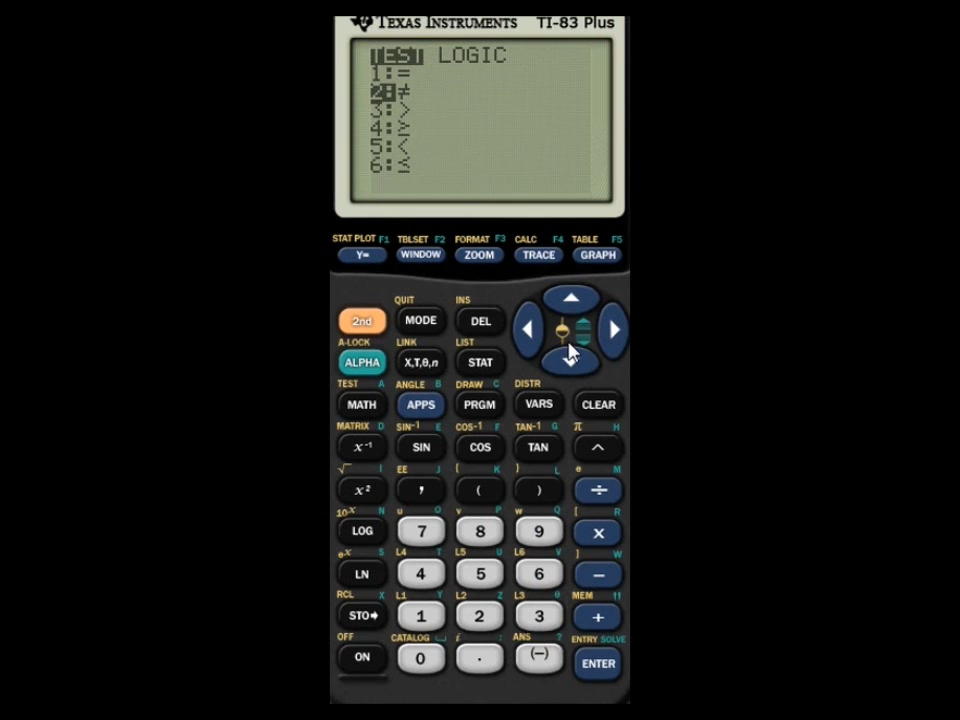 TEXAS INSTRUMENTS TI-83 Plus
TEST LOGIC
1:=
2:≠
3:>
4:≥
5:<
6:≤
STAT PLOT F1 TBLSET F2 FORMAT F3 CALC F4 TABLE F5
Y= WINDOW ZOOM TRACE GRAPH
QUIT INS
2nd MODE DEL
A-LOCK LINK LIST
ALPHA X,T,θ,n STAT
TEST A ANGLE B DRAW C DISTR
MATH APPS PRGM VARS CLEAR
MATRIX D SIN⁻¹ E COS⁻¹ F TAN⁻¹ G π H
x⁻¹ SIN COS TAN ^
√ I EE J { K } L e M
x² , ( ) ÷
10ˣ N u O v P w Q [ R
LOG 7 8 9 X
eˣ S L4 T L5 U L6 V ] W
LN 4 5 6 −
RCL X L1 Y L2 Z L3 θ MEM "
STO➡ 1 2 3 +
OFF CATALOG ⎵ i : ANS ? ENTRY SOLVE
ON 0 . (−) ENTER